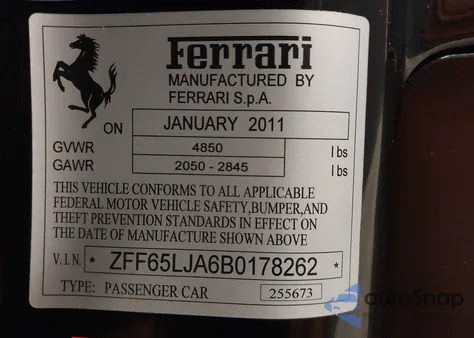 Ferrari
MANUFACTURED BY
FERRARI S.p.A.
ON JANUARY 2011
GVWR 4850 lbs
GAWR 2050 - 2845 lbs
THIS VEHICLE CONFORMS TO ALL APPLICABLE
FEDERAL MOTOR VEHICLE SAFETY,BUMPER,AND
THEFT PREVENTION STANDARDS IN EFFECT ON
THE DATE OF MANUFACTURE SHOWN ABOVE
V.I.N. * ZFF65LJA6B0178262 *
TYPE: PASSENGER CAR 255673
autoSnap